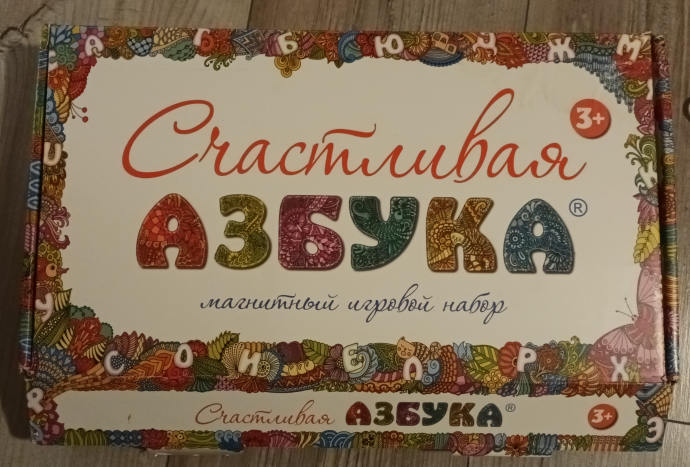 А Г Б Ю Ц Ж М
3+
Счастливая
АЗБУКА®
магнитный игровой набор
У С О И Б О Р Х
Счастливая АЗБУКА® 3+
Я Э